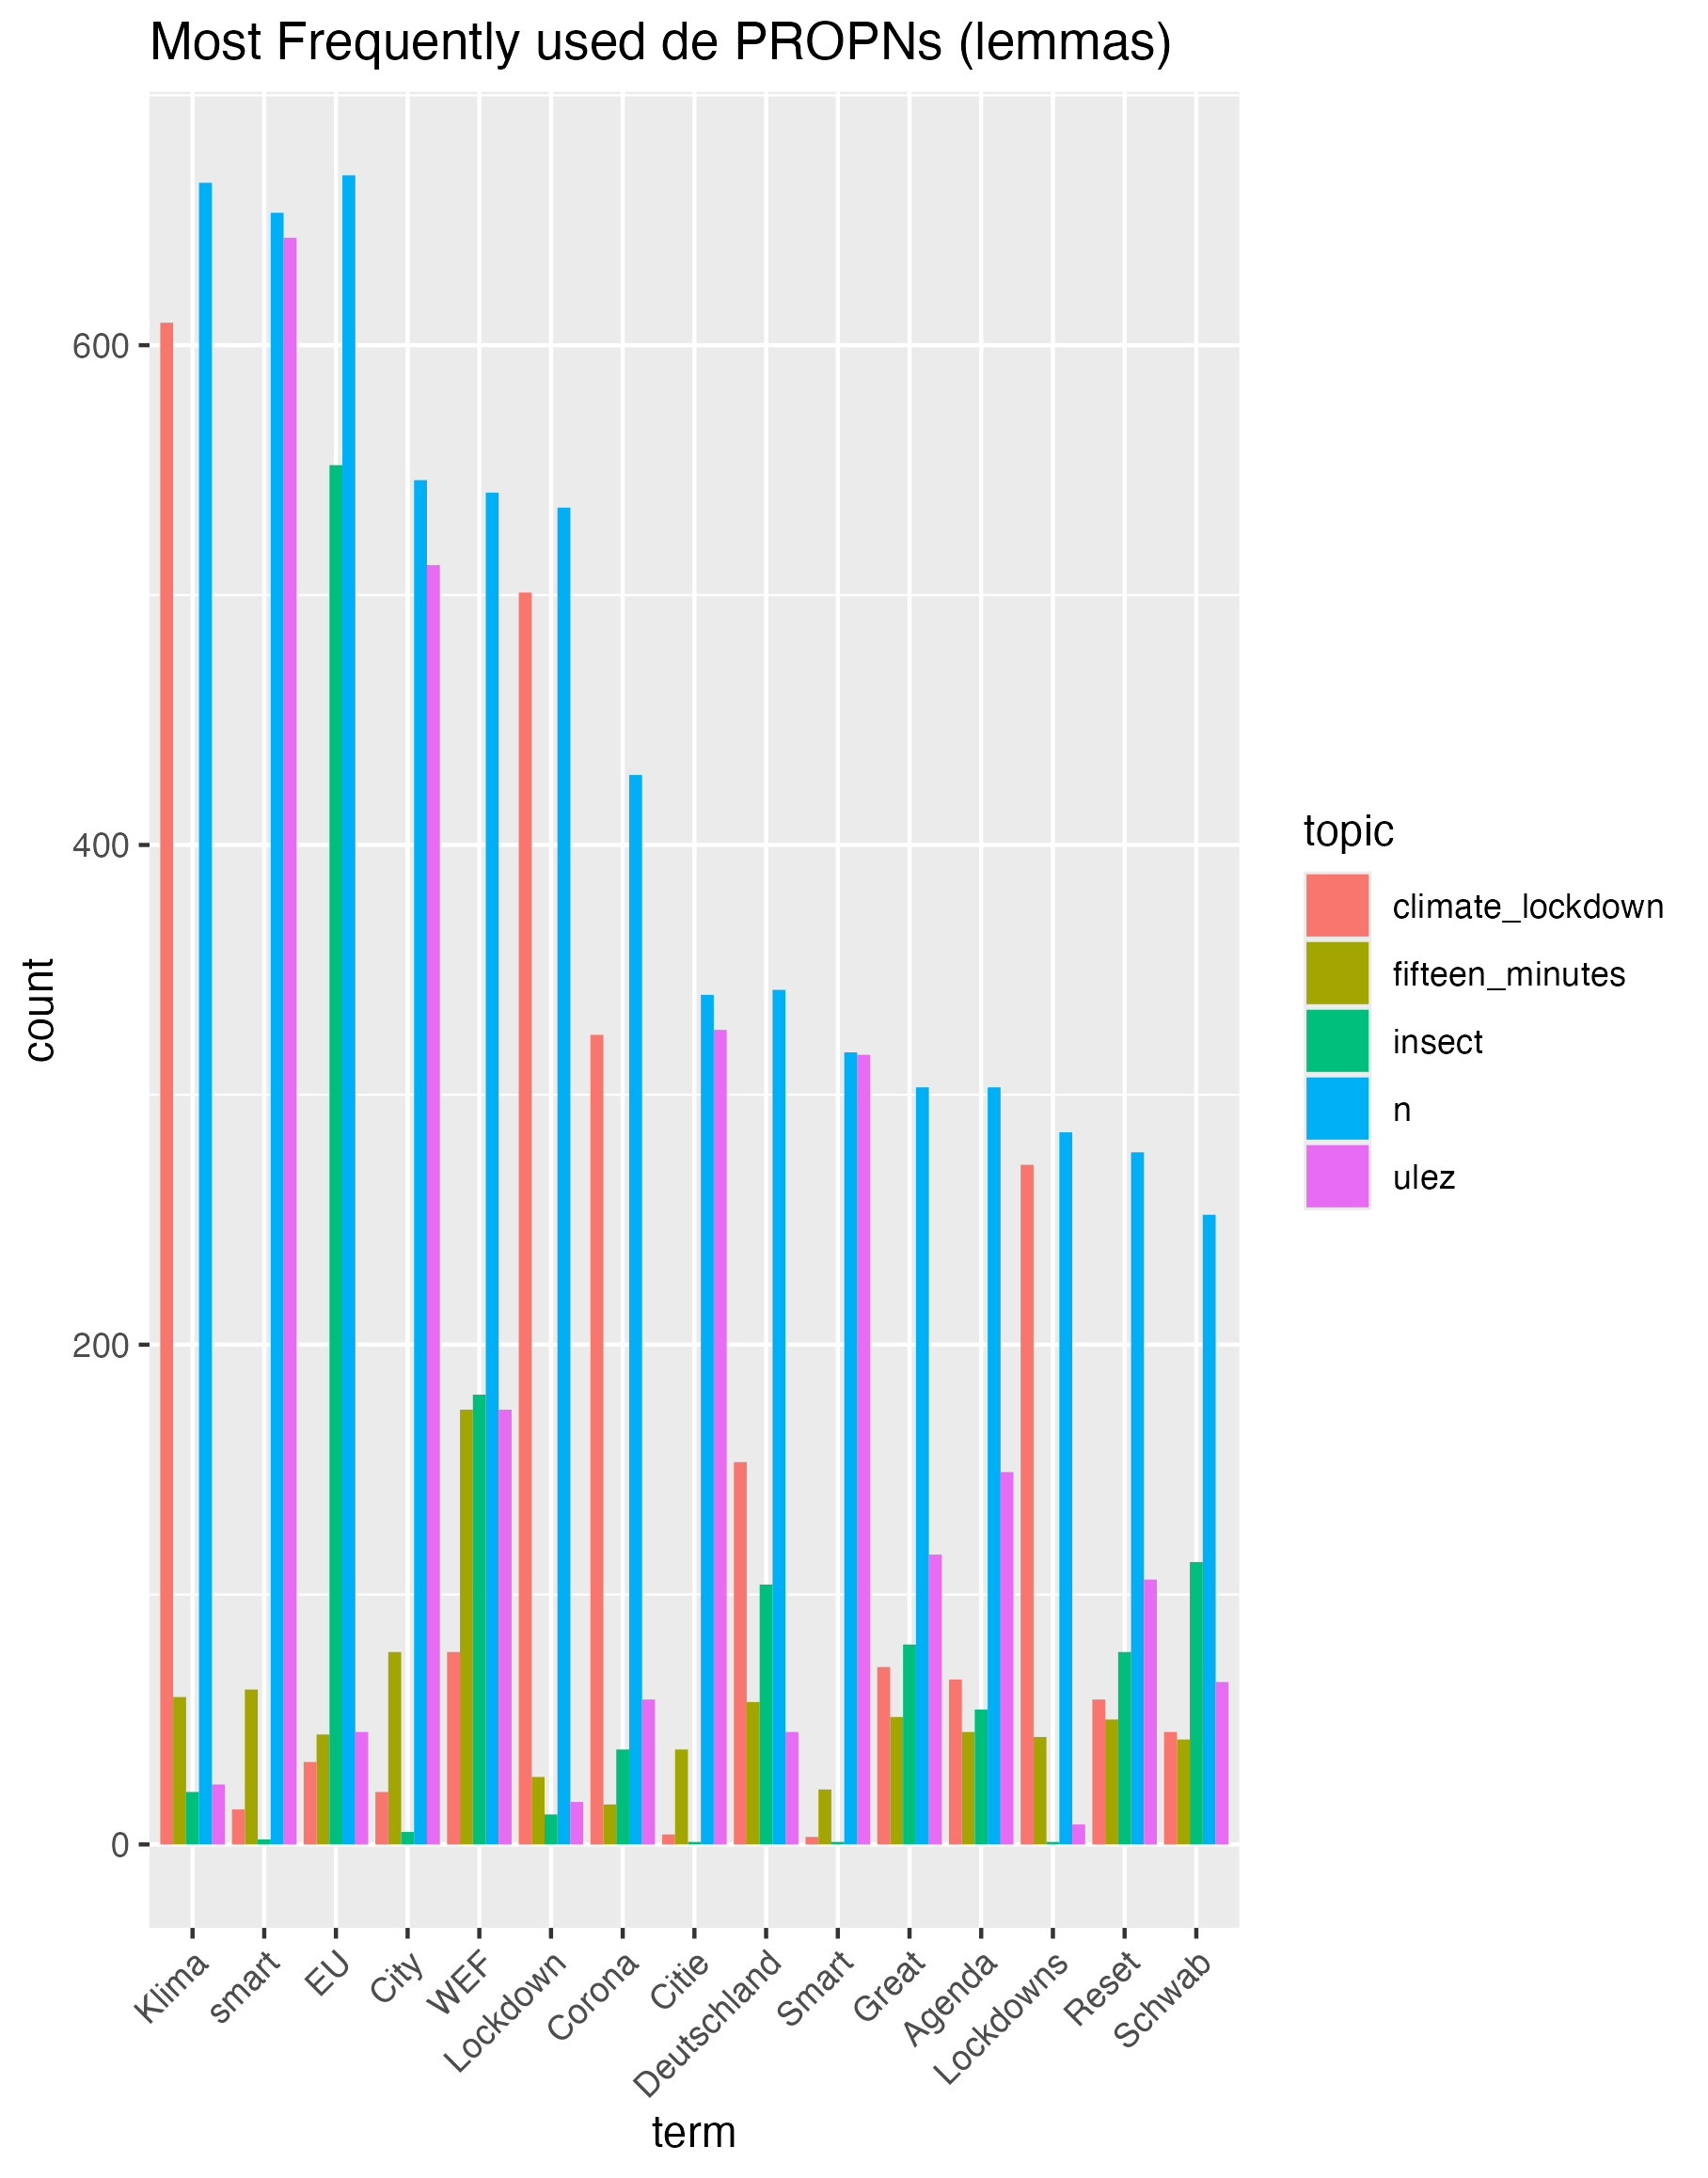 Most Frequently used de PROPNs (lemmas)
count
600
400
200
0
Klima
smart
EU
City
WEF
Lockdown
Corona
Citie
Deutschland
Smart
Great
Agenda
Lockdowns
Reset
Schwab
term
topic
climate_lockdown
fifteen_minutes
insect
n
ulez